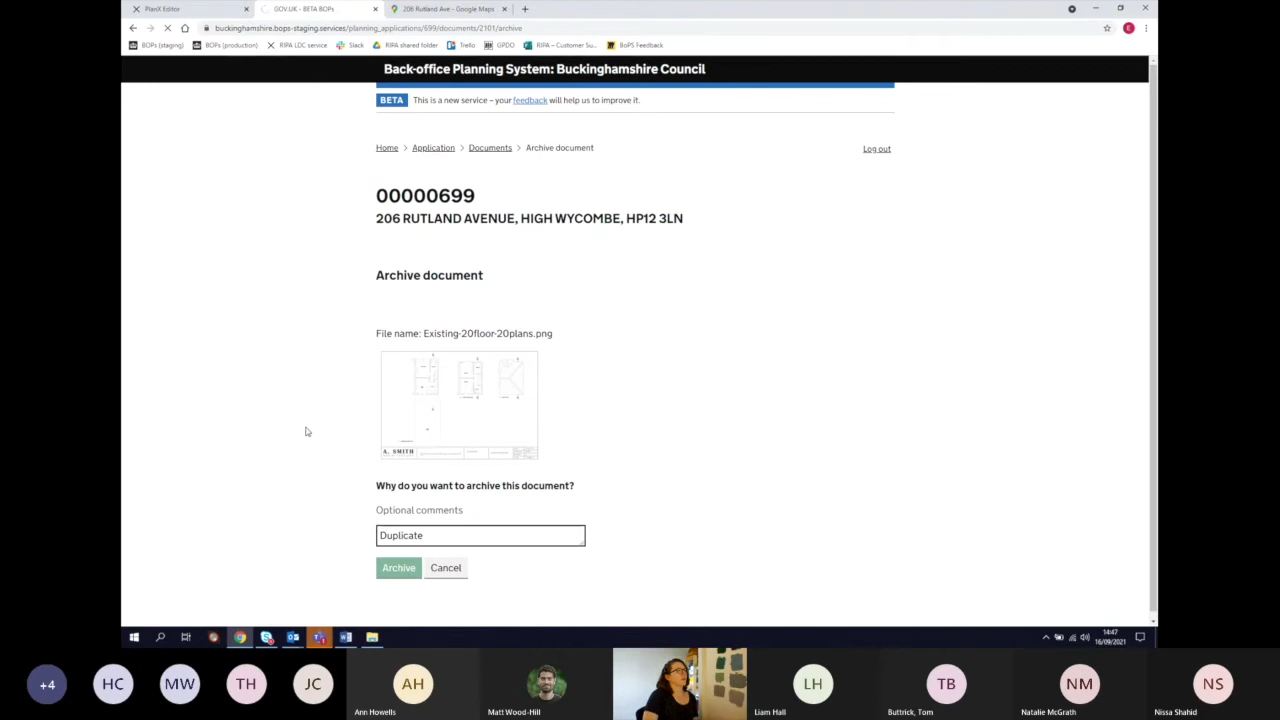 PlanX Editor
GOV.UK - BETA BOPs
206 Rutland Ave - Google Maps
buckinghamshire.bops-staging.services/planning_applications/699/documents/2101/archive
E
BOPs (staging)
BOPs (production)
RIPA LDC service
Slack
RIPA shared folder
Trello
GPDO
RIPA – Customer Su...
BoPS Feedback
Back-office Planning System: Buckinghamshire Council
BETA This is a new service – your feedback will help us to improve it.
Home > Application > Documents > Archive document
Log out
00000699
206 RUTLAND AVENUE, HIGH WYCOMBE, HP12 3LN
Archive document
File name: Existing-20floor-20plans.png
A. SMITH
Why do you want to archive this document?
Optional comments
Duplicate
Archive Cancel
14:47
16/09/2021
+4
HC
MW
TH
JC
AH
LH
TB
NM
NS
Ann Howells
Matt Wood-Hill
Liam Hall
Buttrick, Tom
Natalie McGrath
Nissa Shahid